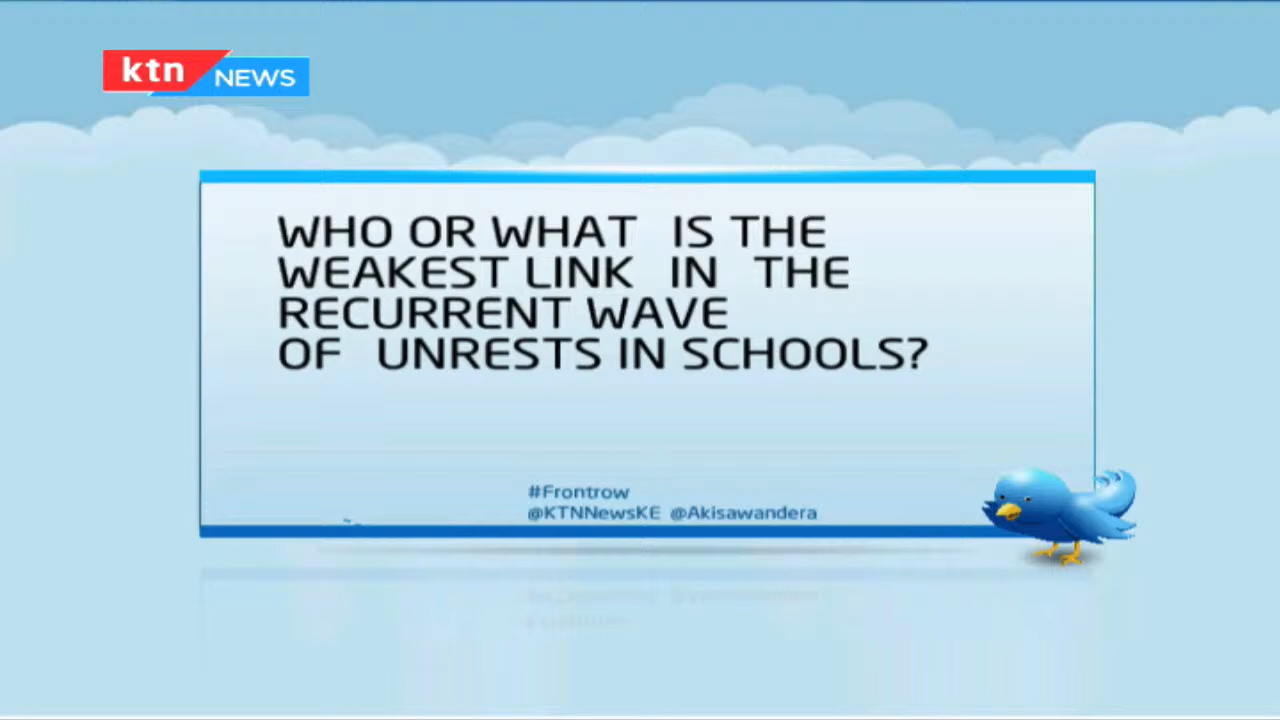 ktn NEWS
WHO OR WHAT IS THE
WEAKEST LINK IN THE
RECURRENT WAVE
OF UNRESTS IN SCHOOLS?
#Frontrow
@KTNNewsKE @Akisawandera